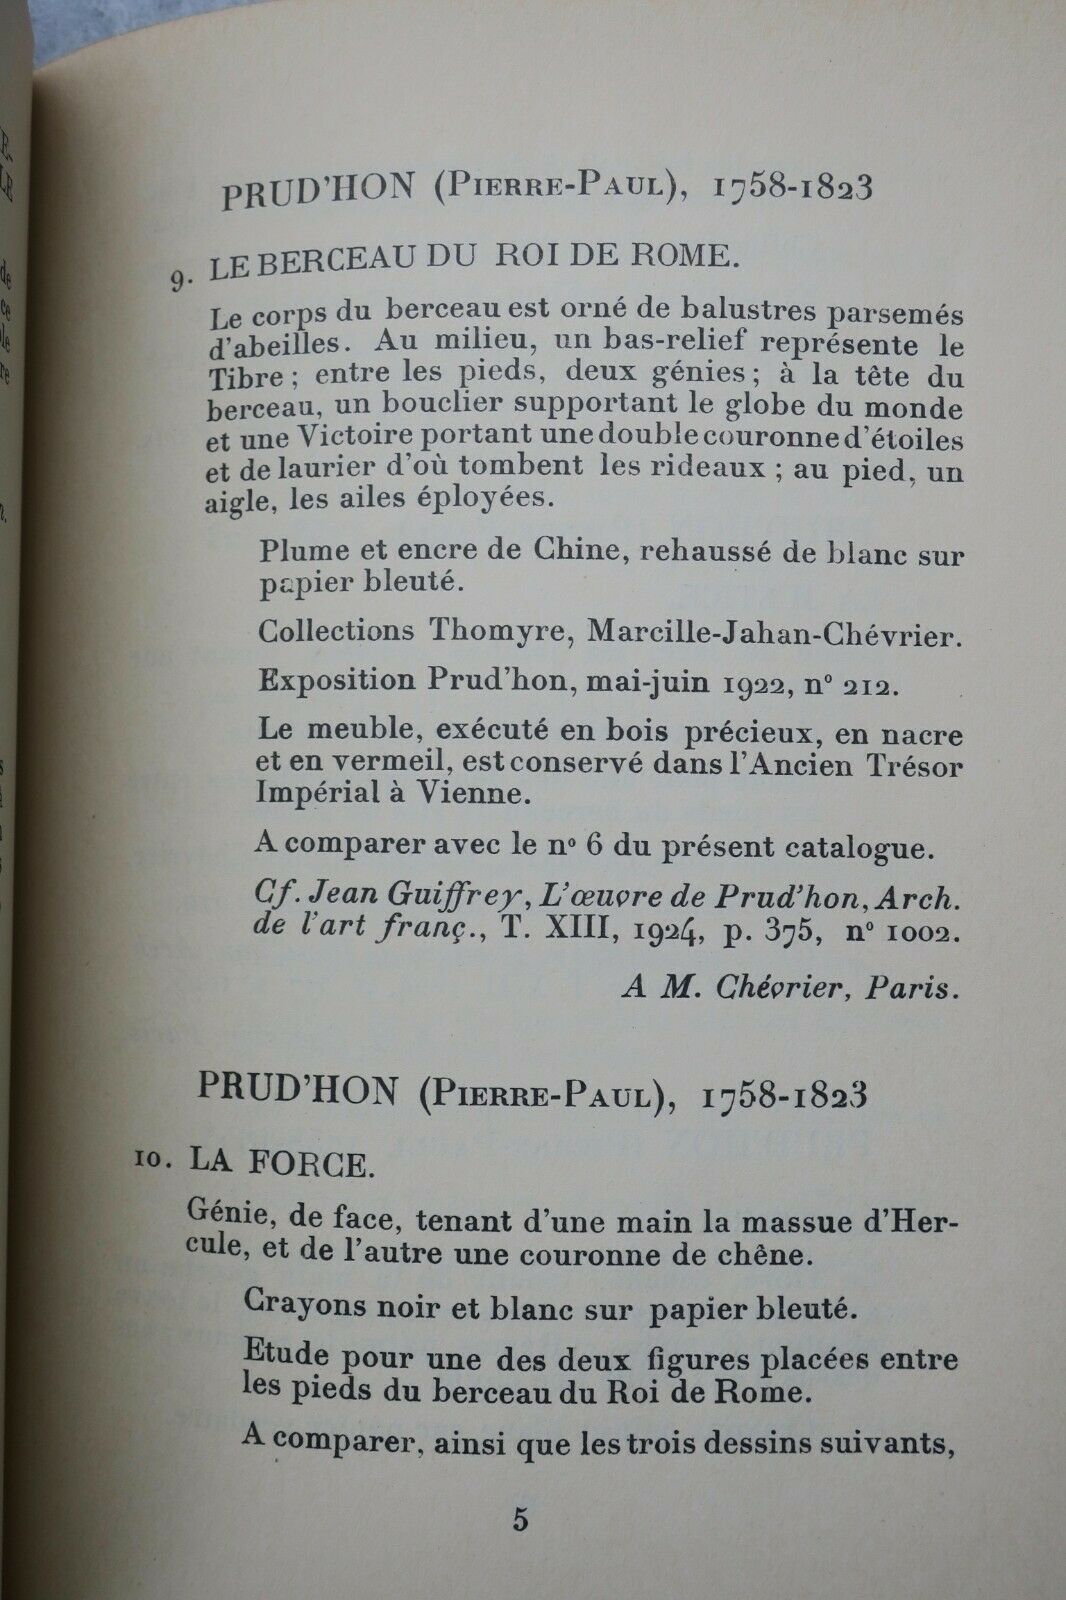 PRUD'HON (PIERRE-PAUL), 1758-1823
9. LE BERCEAU DU ROI DE ROME.
Le corps du berceau est orné de balustres parsemés
d'abeilles. Au milieu, un bas-relief représente le
Tibre ; entre les pieds, deux génies ; à la tête du
berceau, un bouclier supportant le globe du monde
et une Victoire portant une double couronne d'étoiles
et de laurier d'où tombent les rideaux ; au pied, un
aigle, les ailes éployées.
Plume et encre de Chine, rehaussé de blanc sur
papier bleuté.
Collections Thomyre, Marcille-Jahan-Chévrier.
Exposition Prud'hon, mai-juin 1922, n° 212.
Le meuble, exécuté en bois précieux, en nacre
et en vermeil, est conservé dans l'Ancien Trésor
Impérial à Vienne.
A comparer avec le n° 6 du présent catalogue.
Cf. Jean Guiffrey, L'œuvre de Prud'hon, Arch.
de l'art franç., T. XIII, 1924, p. 375, n° 1002.
A M. Chévrier, Paris.
PRUD'HON (PIERRE-PAUL), 1758-1823
10. LA FORCE.
Génie, de face, tenant d'une main la massue d'Her-
cule, et de l'autre une couronne de chêne.
Crayons noir et blanc sur papier bleuté.
Etude pour une des deux figures placées entre
les pieds du berceau du Roi de Rome.
A comparer, ainsi que les trois dessins suivants,
5